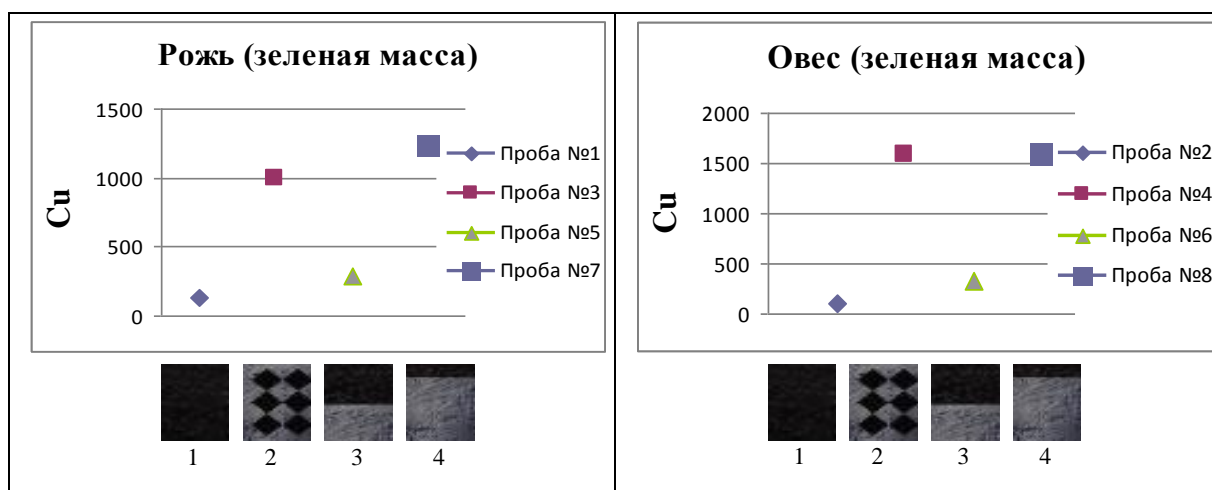 Рожь (зеленая масса)
Cu
1500
1000
500
0
Проба №1
Проба №3
Проба №5
Проба №7
1 2 3 4
Овес (зеленая масса)
Cu
2000
1500
1000
500
0
Проба №2
Проба №4
Проба №6
Проба №8
1 2 3 4